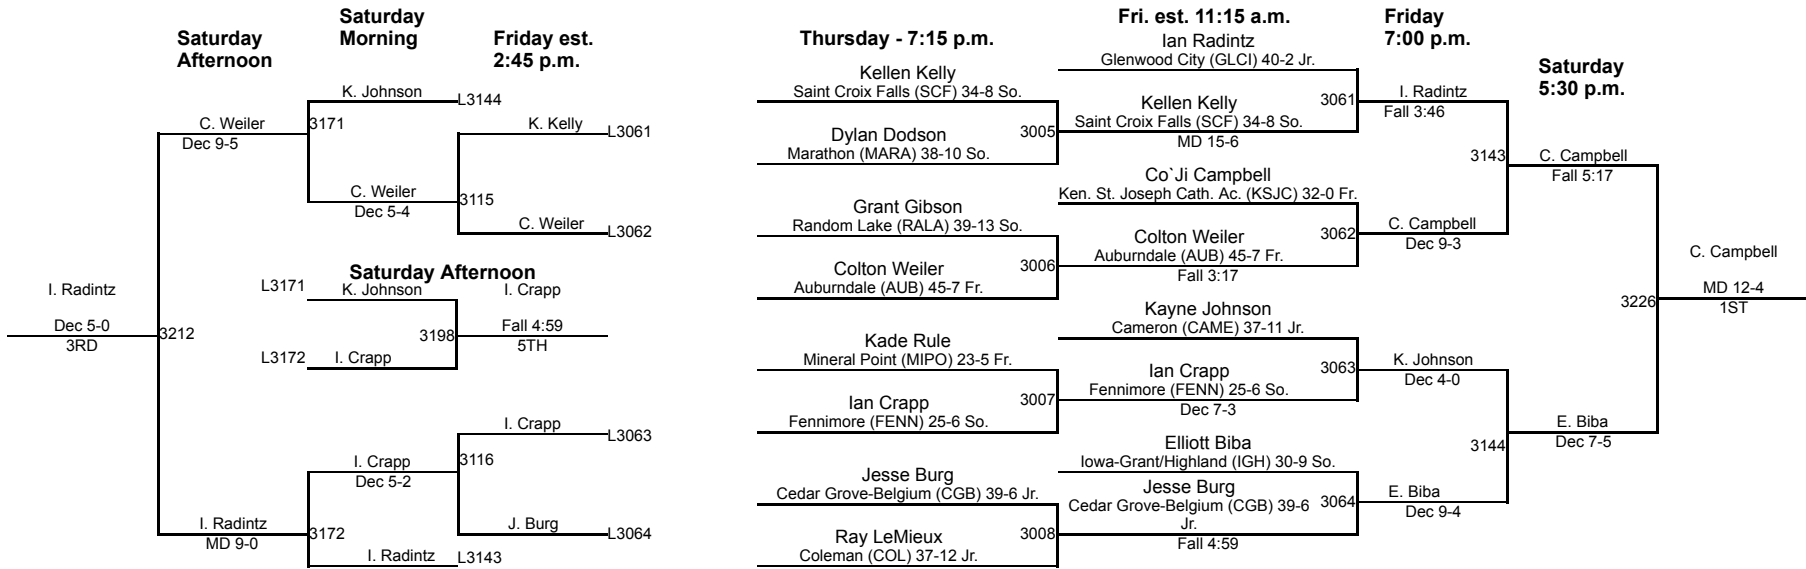 Saturday
Afternoon
Saturday
Morning
Friday est.
2:45 p.m.
K. Johnson
L3144
C. Weiler
3171
Dec 9-5
K. Kelly
L3061
C. Weiler
3115
Dec 5-4
C. Weiler
L3062
Saturday Afternoon
L3171
K. Johnson
I. Crapp
I. Radintz
Dec 5-0
3212
3RD
3198
Fall 4:59
5TH
L3172
I. Crapp
I. Crapp
L3063
I. Crapp
3116
Dec 5-2
I. Radintz
3172
MD 9-0
J. Burg
L3064
I. Radintz
L3143
Thursday - 7:15 p.m.
Kellen Kelly
Saint Croix Falls (SCF) 34-8 So.
Dylan Dodson
3005
Marathon (MARA) 38-10 So.
Grant Gibson
Random Lake (RALA) 39-13 So.
Colton Weiler
3006
Auburndale (AUB) 45-7 Fr.
Kade Rule
Mineral Point (MIPO) 23-5 Fr.
Ian Crapp
3007
Fennimore (FENN) 25-6 So.
Jesse Burg
Cedar Grove-Belgium (CGB) 39-6 Jr.
Ray LeMieux
3008
Coleman (COL) 37-12 Jr.
Fri. est. 11:15 a.m.
Ian Radintz
Glenwood City (GLCI) 40-2 Jr.
Kellen Kelly
3061
Saint Croix Falls (SCF) 34-8 So.
MD 15-6
Co`Ji Campbell
Ken. St. Joseph Cath. Ac. (KSJC) 32-0 Fr.
Colton Weiler
3062
Auburndale (AUB) 45-7 Fr.
Fall 3:17
Kayne Johnson
Cameron (CAME) 37-11 Jr.
Ian Crapp
3063
Fennimore (FENN) 25-6 So.
Dec 7-3
Elliott Biba
Iowa-Grant/Highland (IGH) 30-9 So.
Jesse Burg
3064
Cedar Grove-Belgium (CGB) 39-6
Jr.
Fall 4:59
Friday
7:00 p.m.
I. Radintz
Fall 3:46
3143
C. Campbell
Dec 9-3
K. Johnson
Dec 4-0
3144
E. Biba
Dec 9-4
Saturday
5:30 p.m.
C. Campbell
Fall 5:17
3226
E. Biba
Dec 7-5
C. Campbell
MD 12-4
1ST